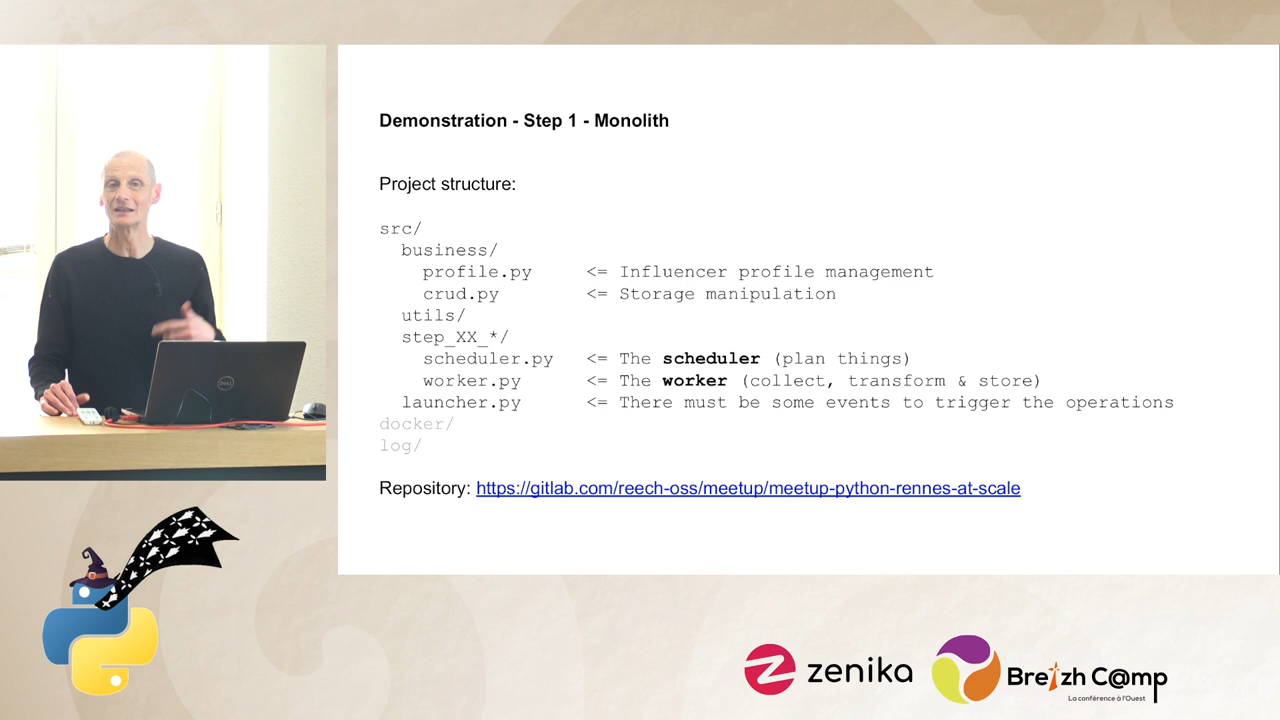 Demonstration - Step 1 - Monolith
Project structure:
src/
business/
profile.py <= Influencer profile management
crud.py <= Storage manipulation
utils/
step_XX_*/
scheduler.py <= The scheduler (plan things)
worker.py <= The worker (collect, transform & store)
launcher.py <= There must be some events to trigger the operations
docker/
log/
Repository: https://gitlab.com/reech-oss/meetup/meetup-python-rennes-at-scale
DELL
zenika
Breizh C@mp
La conférence à l'Ouest